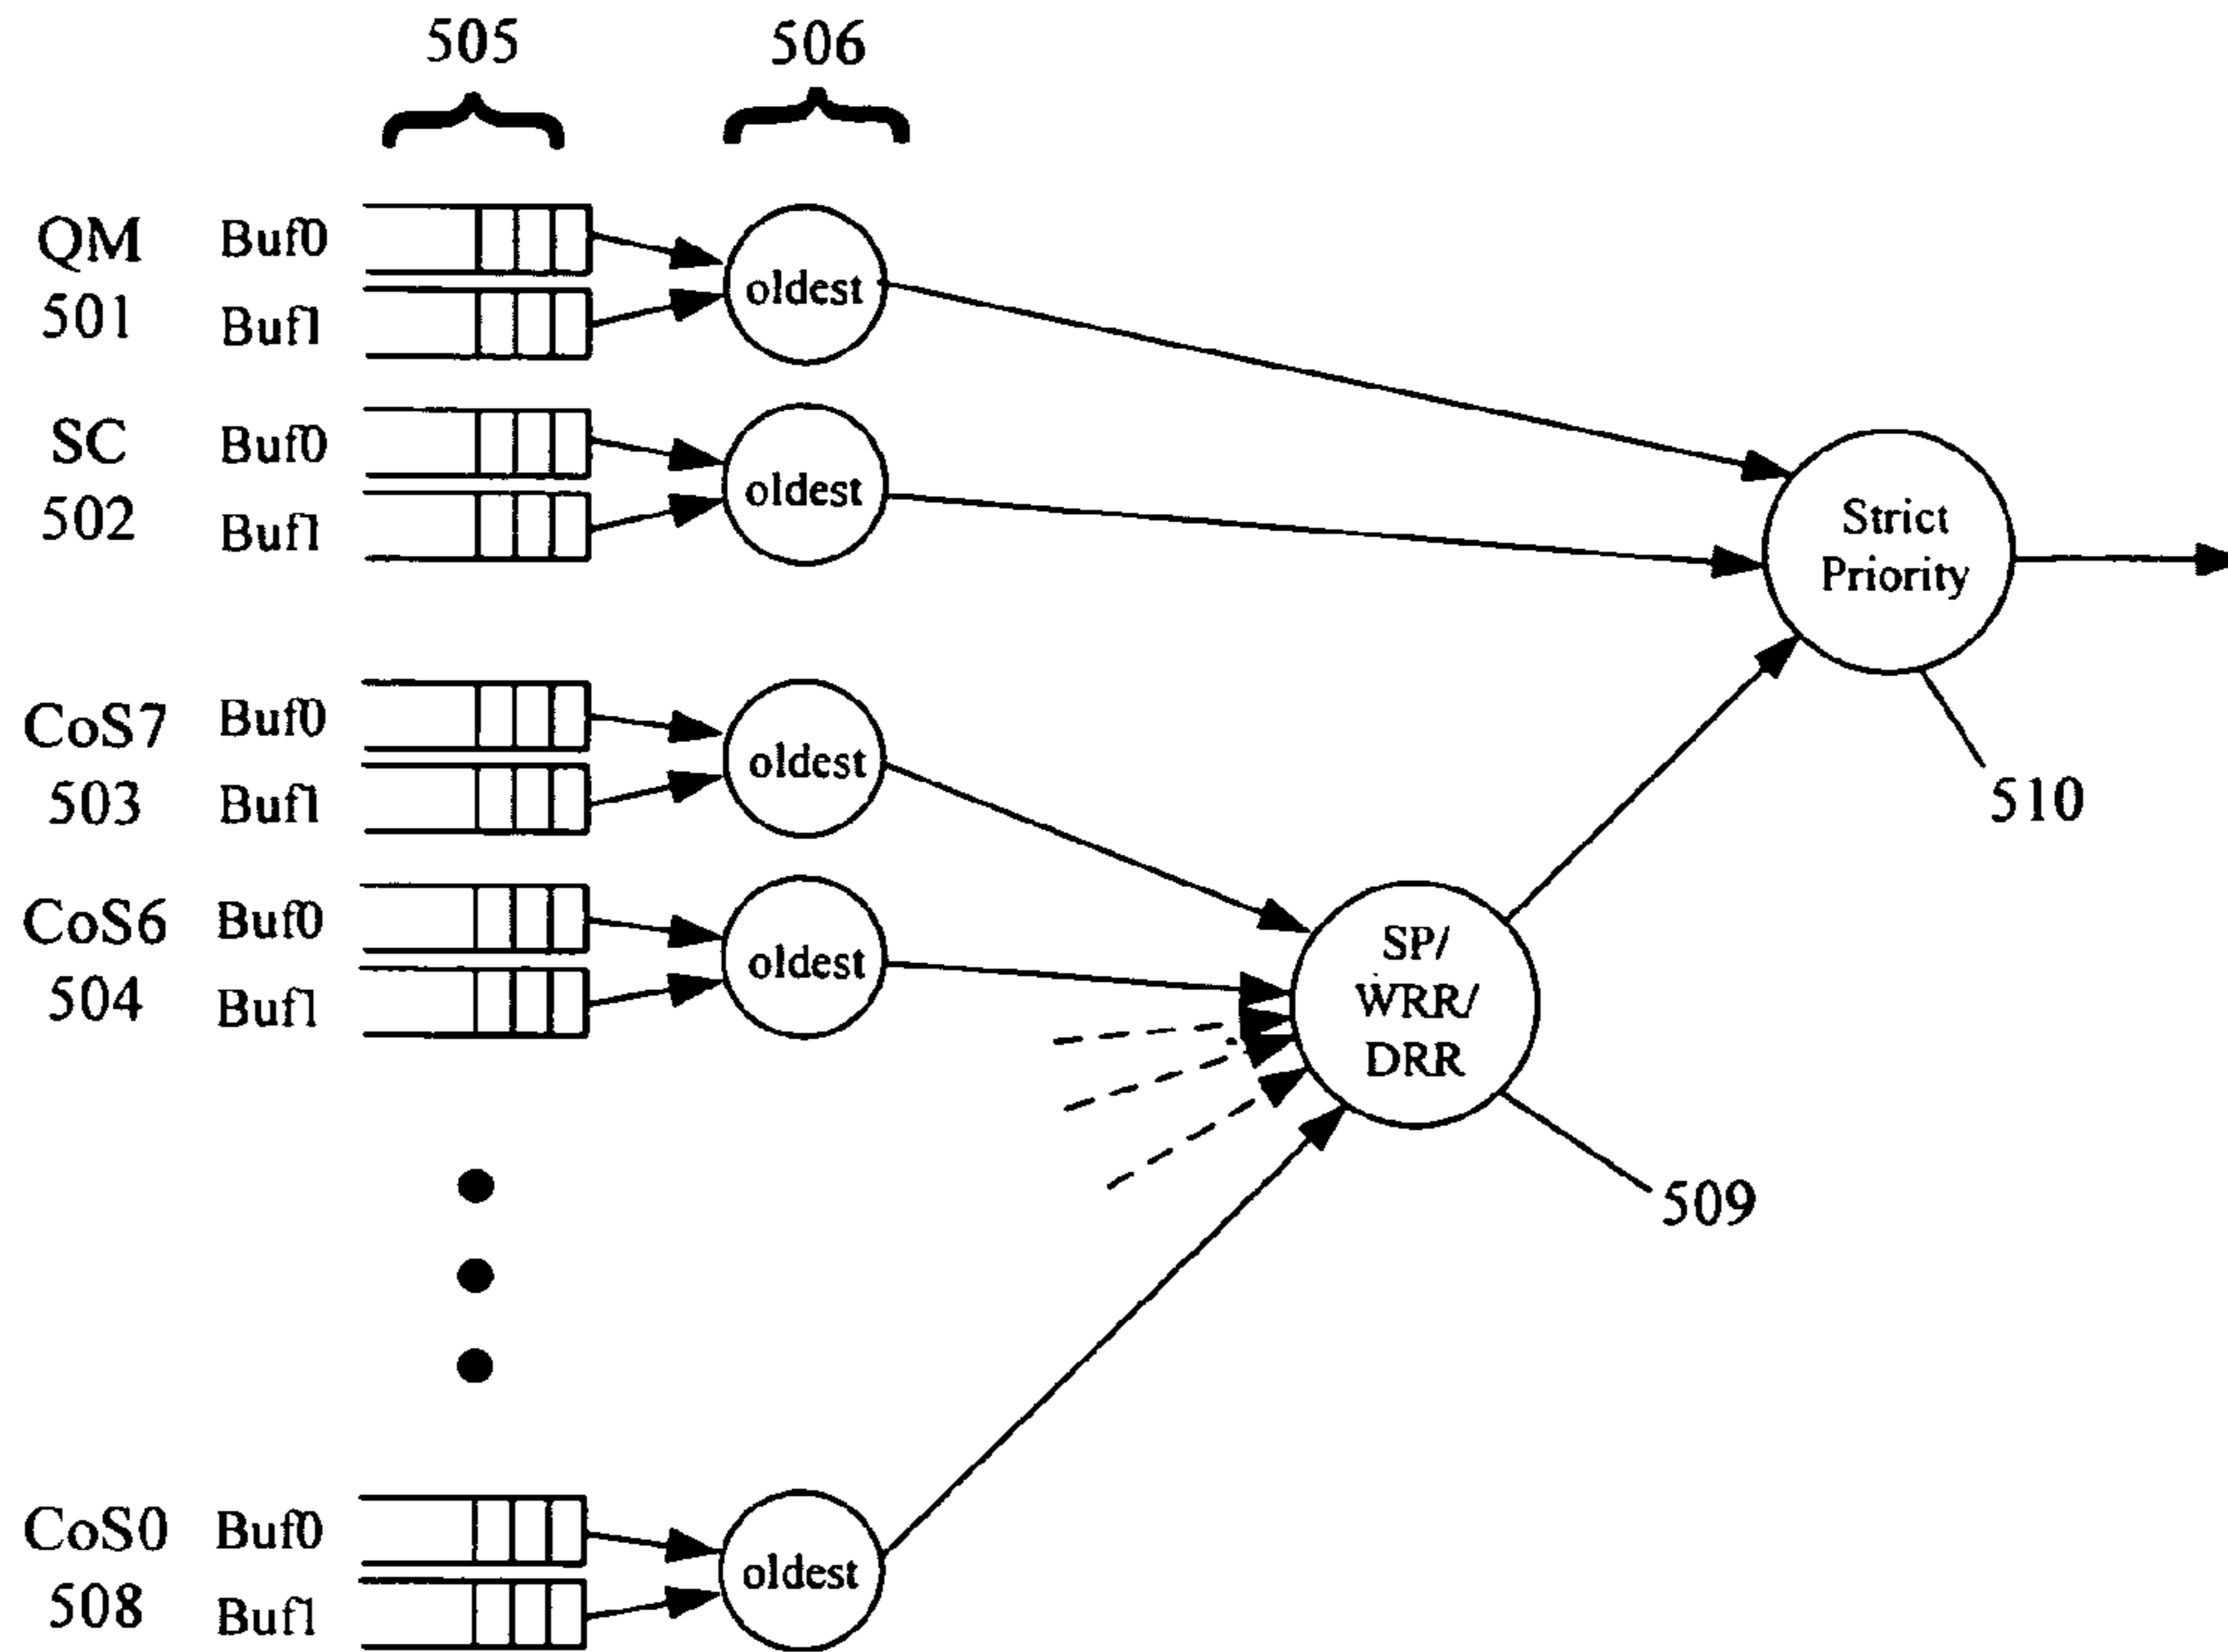 505 506
QM Buf0
501 Buf1
oldest
SC Buf0
502 Buf1
oldest
Strict
Priority
510
CoS7 Buf0
503 Buf1
oldest
CoS6 Buf0
504 Buf1
oldest
SP/
WRR/
DRR
509
CoS0 Buf0
508 Buf1
oldest